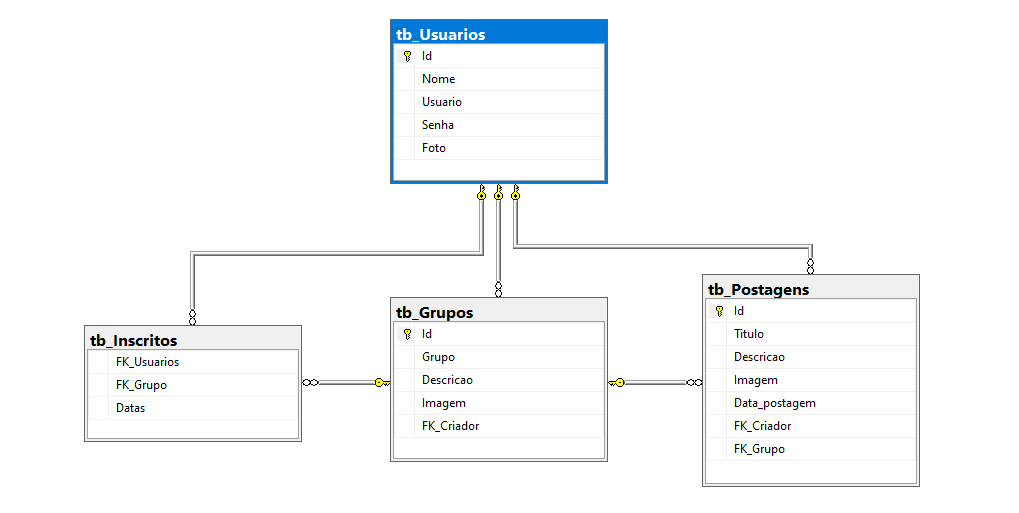 tb_Usuarios
Id
Nome
Usuario
Senha
Foto
tb_Inscritos
FK_Usuarios
FK_Grupo
Datas
tb_Grupos
Id
Grupo
Descricao
Imagem
FK_Criador
tb_Postagens
Id
Titulo
Descricao
Imagem
Data_postagem
FK_Criador
FK_Grupo